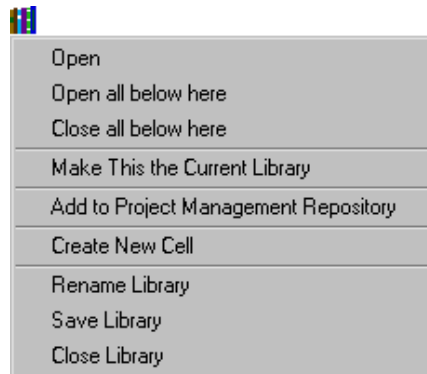 Open
Open all below here
Close all below here
Make This the Current Library
Add to Project Management Repository
Create New Cell
Rename Library
Save Library
Close Library